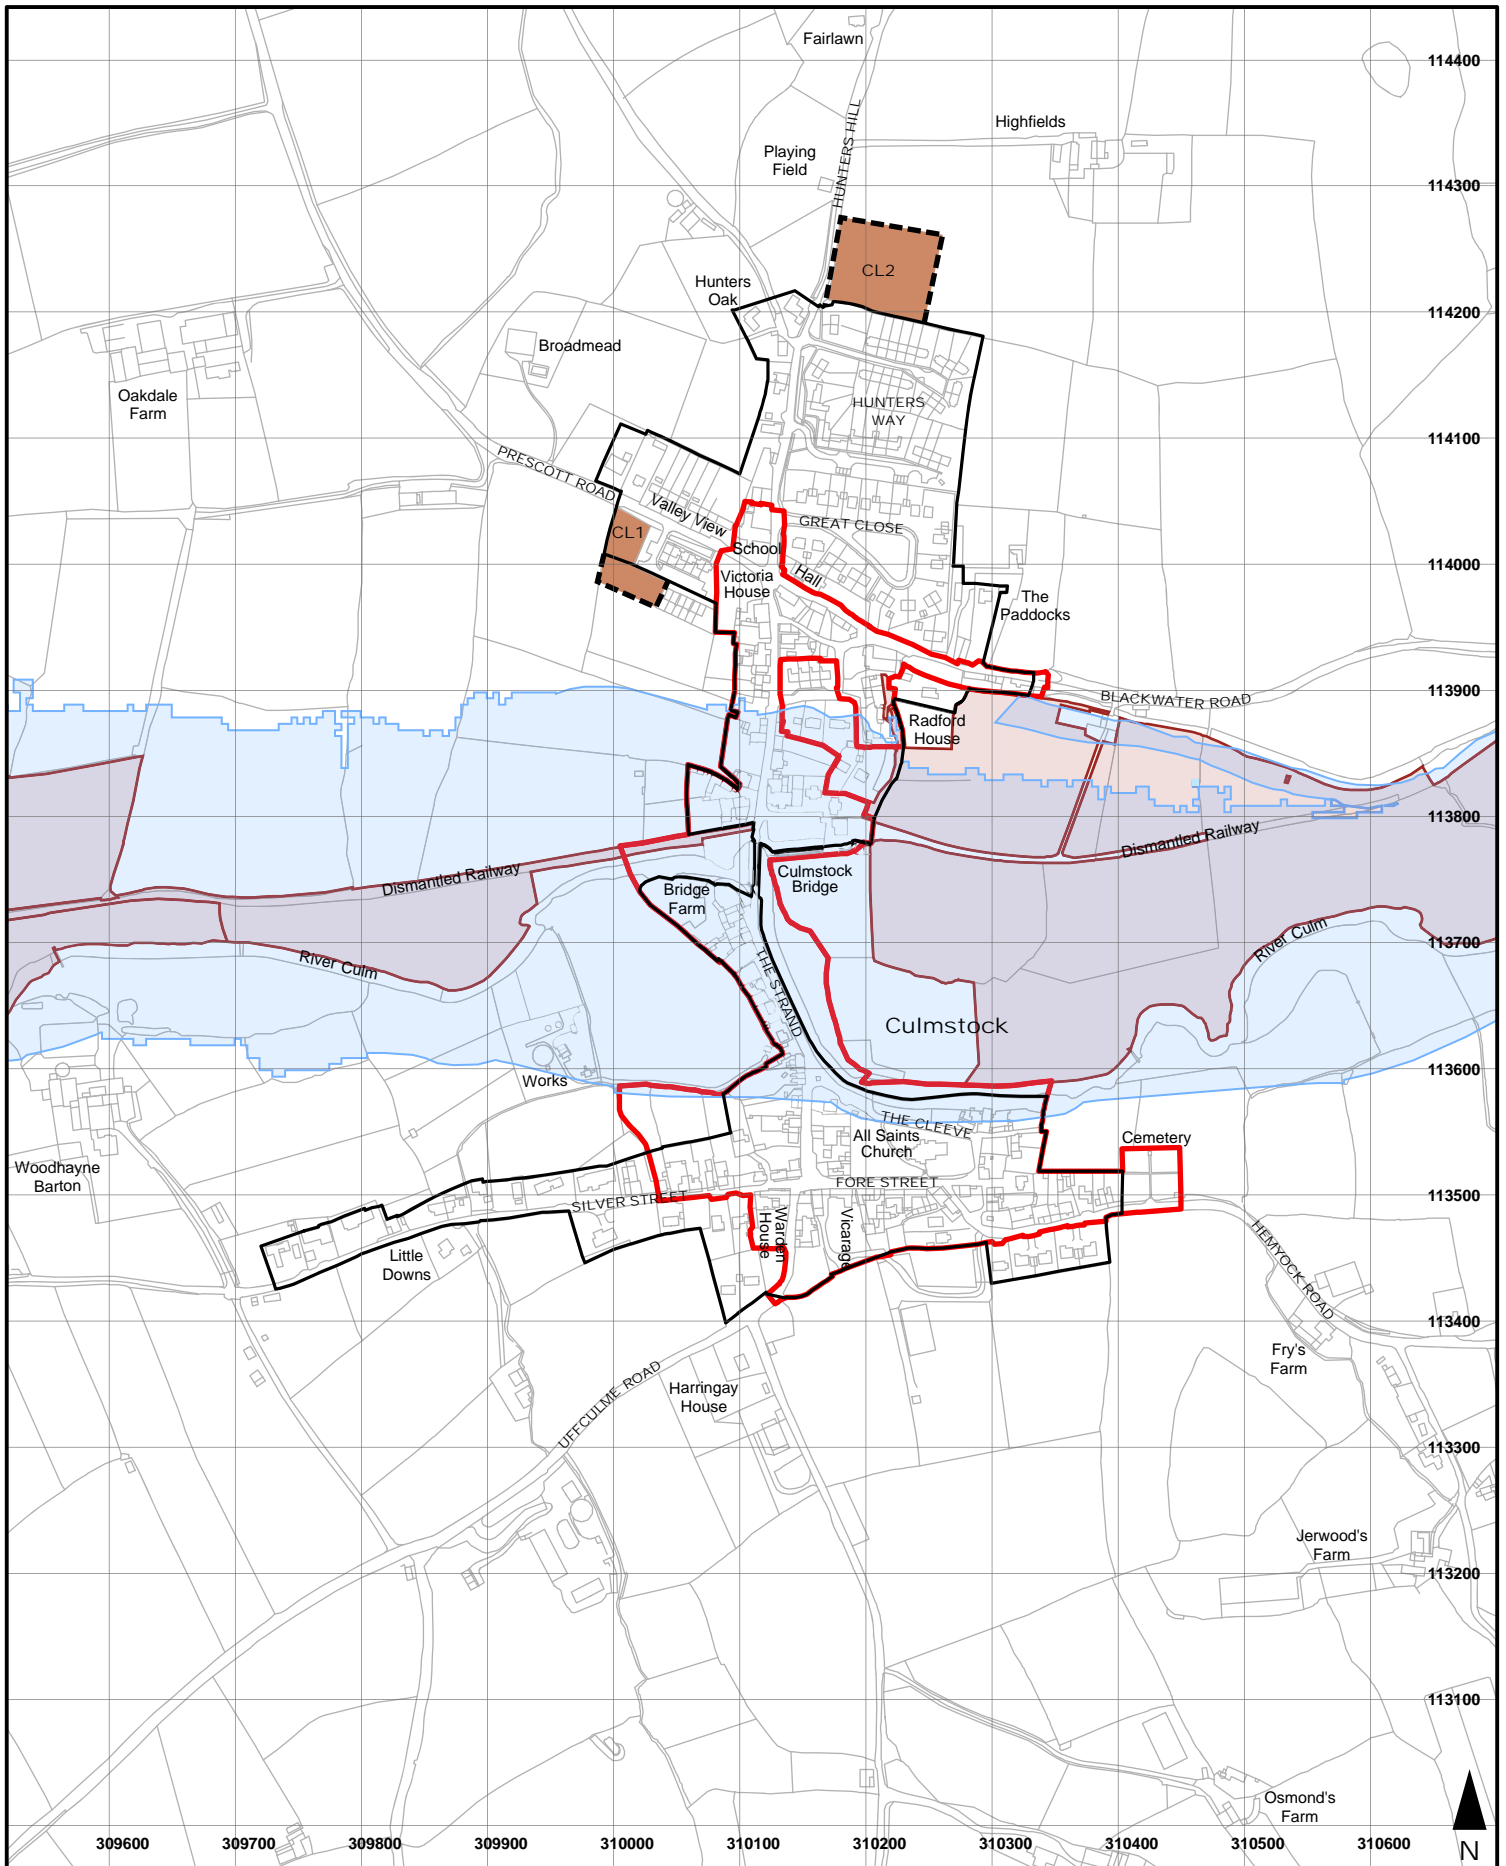 Fairlawn
114400
HUNTERS HILL
Highfields
Playing
Field
114300
CL2
Hunters
Oak
114200
Broadmead
Oakdale
Farm
HUNTERS
WAY
114100
PRESCOTT ROAD
Valley View
GREAT CLOSE
CL1
School
114000
Hall
Victoria
House
The
Paddocks
113900
BLACKWATER ROAD
Radford
House
113800
Dismantled Railway
Dismantled Railway
Culmstock
Bridge
Bridge
Farm
113700
River Culm
River Culm
THE STRAND
Culmstock
113600
Works
THE CLEEVE
All Saints
Church
Cemetery
Woodhayne
Barton
FORE STREET
113500
SILVER STREET
Warden
House
Vicarage
Little
Downs
HEMYOCK ROAD
113400
Fry's
Farm
UFFCULME ROAD
Harringay
House
113300
Jerwood's
Farm
113200
113100
Osmond's
Farm
309600 309700 309800 309900 310000 310100 310200 310300 310400 310500 310600
N